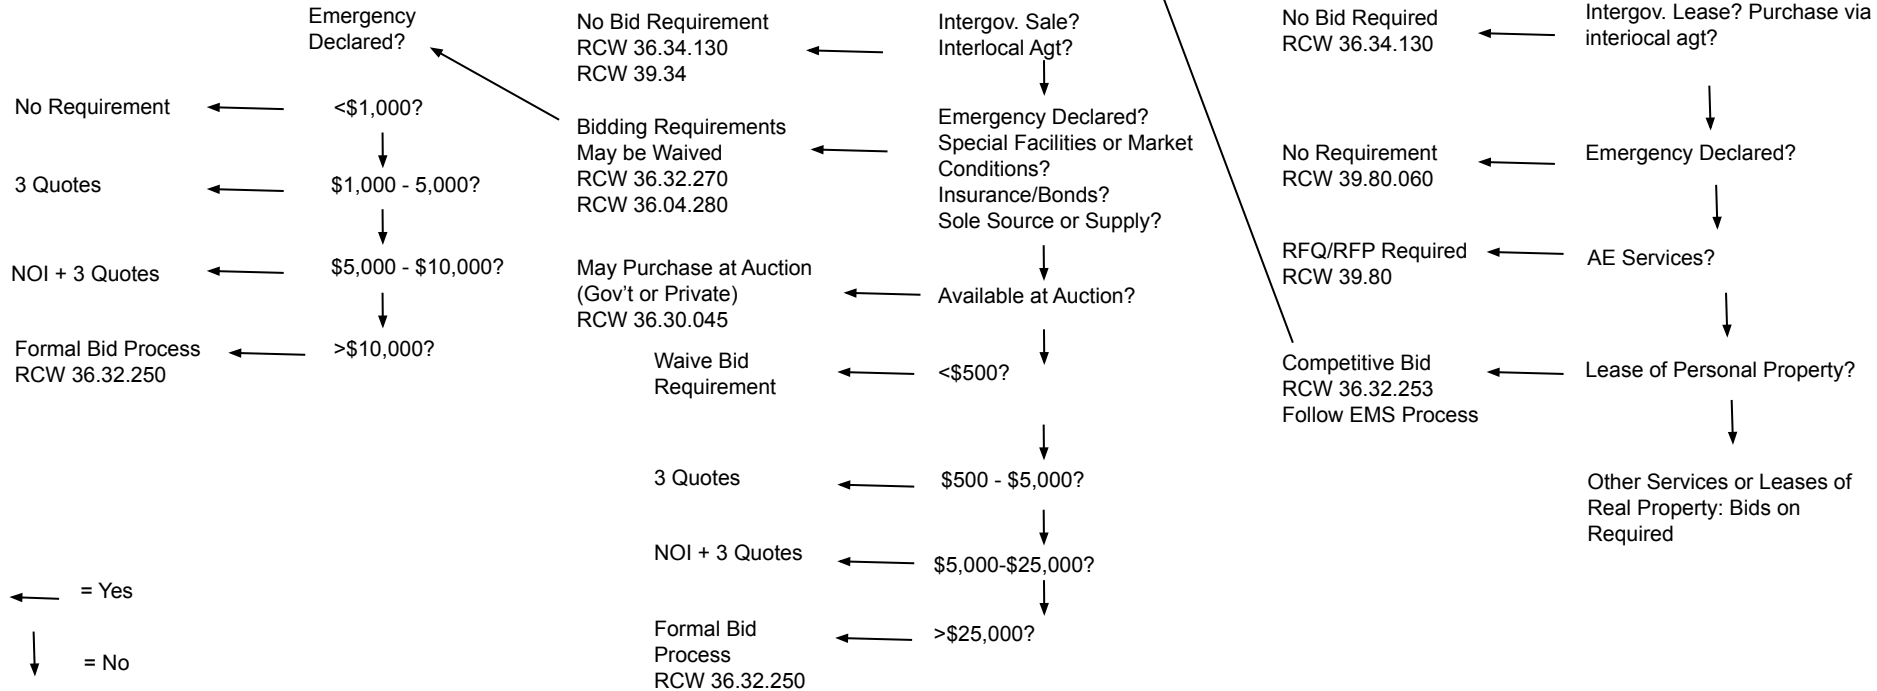 Emergency
Declared?
<$1,000?
No Requirement
$1,000 - 5,000?
3 Quotes
$5,000 - $10,000?
NOI + 3 Quotes
>$10,000?
Formal Bid Process
RCW 36.32.250
= Yes
= No
No Bid Requirement
RCW 36.34.130
RCW 39.34
Intergov. Sale?
Interlocal Agt?
Bidding Requirements
May be Waived
RCW 36.32.270
RCW 36.04.280
Emergency Declared?
Special Facilities or Market
Conditions?
Insurance/Bonds?
Sole Source or Supply?
May Purchase at Auction
(Gov't or Private)
RCW 36.30.045
Available at Auction?
Waive Bid
Requirement
<$500?
3 Quotes
$500 - $5,000?
NOI + 3 Quotes
$5,000-$25,000?
Formal Bid
Process
RCW 36.32.250
>$25,000?
No Bid Required
RCW 36.34.130
Intergov. Lease? Purchase via
interiocal agt?
No Requirement
RCW 39.80.060
Emergency Declared?
RFQ/RFP Required
RCW 39.80
AE Services?
Competitive Bid
RCW 36.32.253
Follow EMS Process
Lease of Personal Property?
Other Services or Leases of
Real Property: Bids on
Required